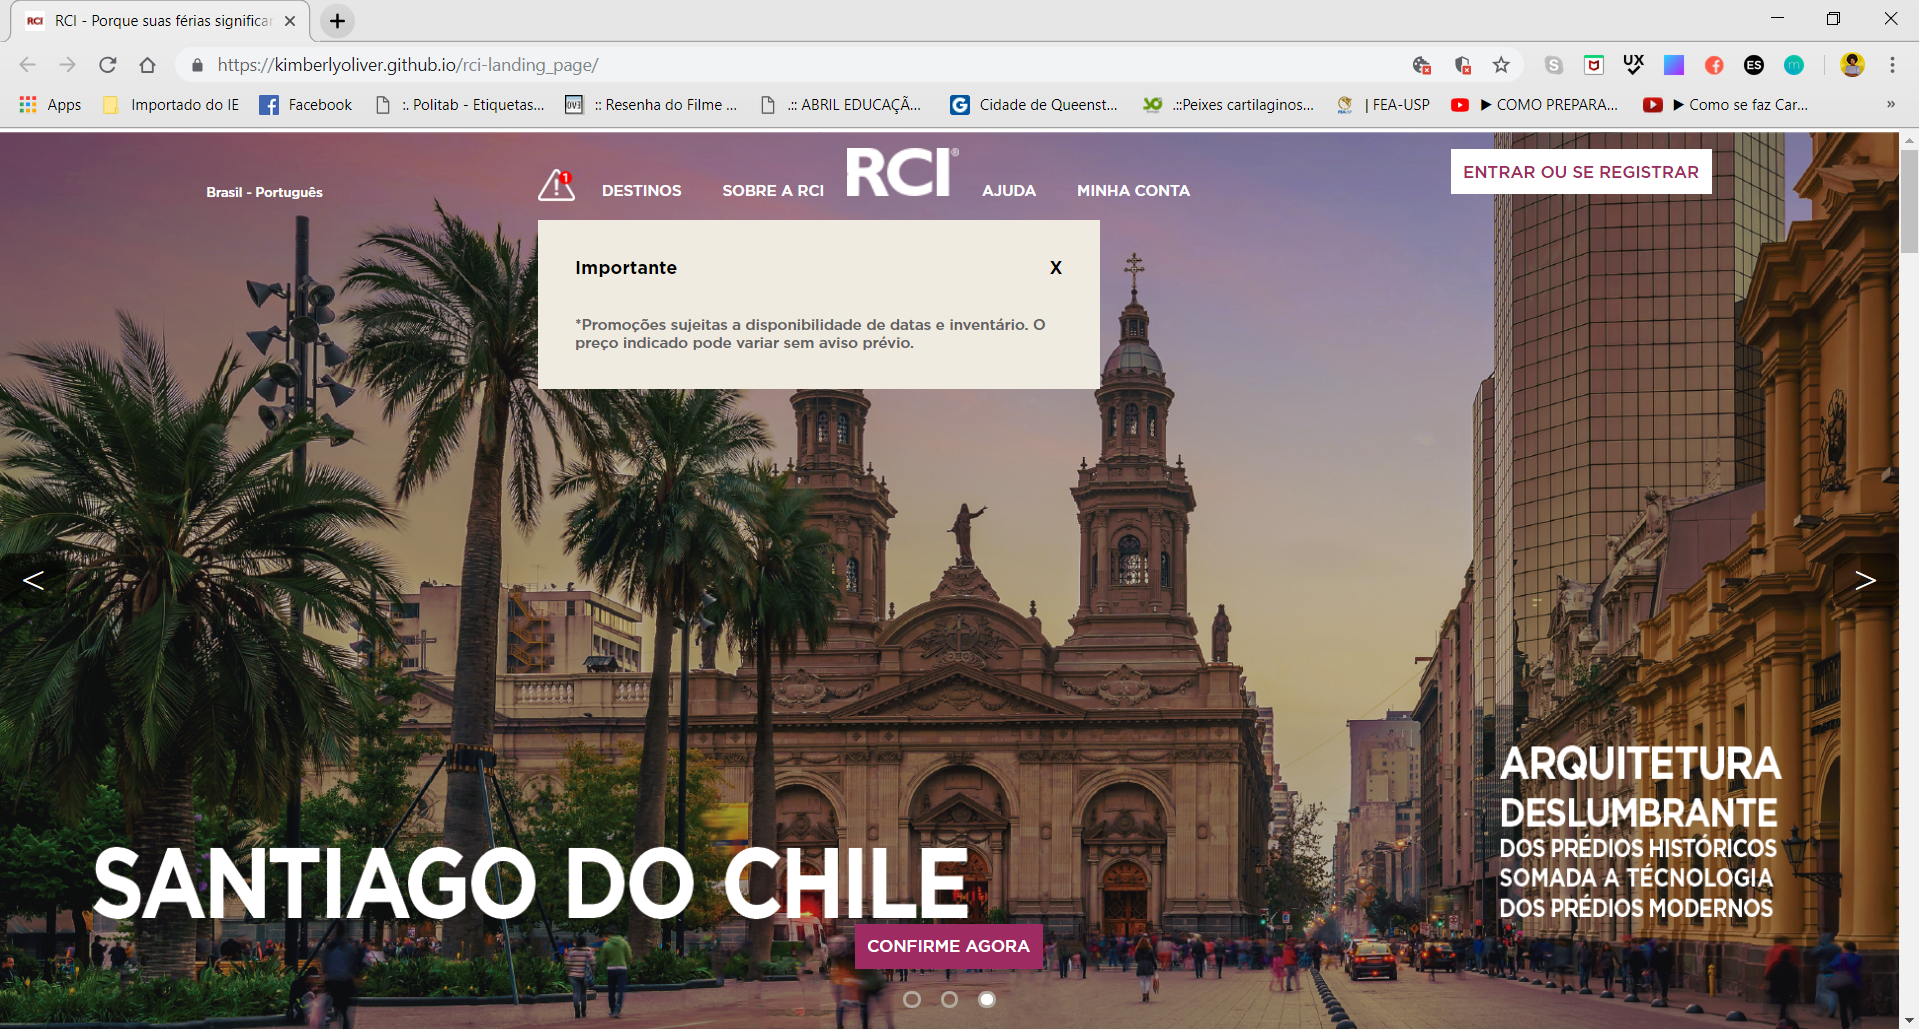 RCI RCI - Porque suas férias significar
https://kimberlyoliver.github.io/rci-landing_page/
S UX ES m
Apps Importado do IE Facebook :. Politab - Etiquetas... :: Resenha do Filme ... .:: ABRIL EDUCAÇÃ... G Cidade de Queenst... .::Peixes cartilaginos... | FEA-USP ▶ COMO PREPARA... ▶ Como se faz Car... »
Brasil - Português 1 DESTINOS SOBRE A RCI RCI® AJUDA MINHA CONTA ENTRAR OU SE REGISTRAR
Importante X
*Promoções sujeitas a disponibilidade de datas e inventário. O
preço indicado pode variar sem aviso prévio.
< >
ARQUITETURA
DESLUMBRANTE
DOS PRÉDIOS HISTÓRICOS
SOMADA A TÉCNOLOGIA
DOS PRÉDIOS MODERNOS
SANTIAGO DO CHILE
CONFIRME AGORA